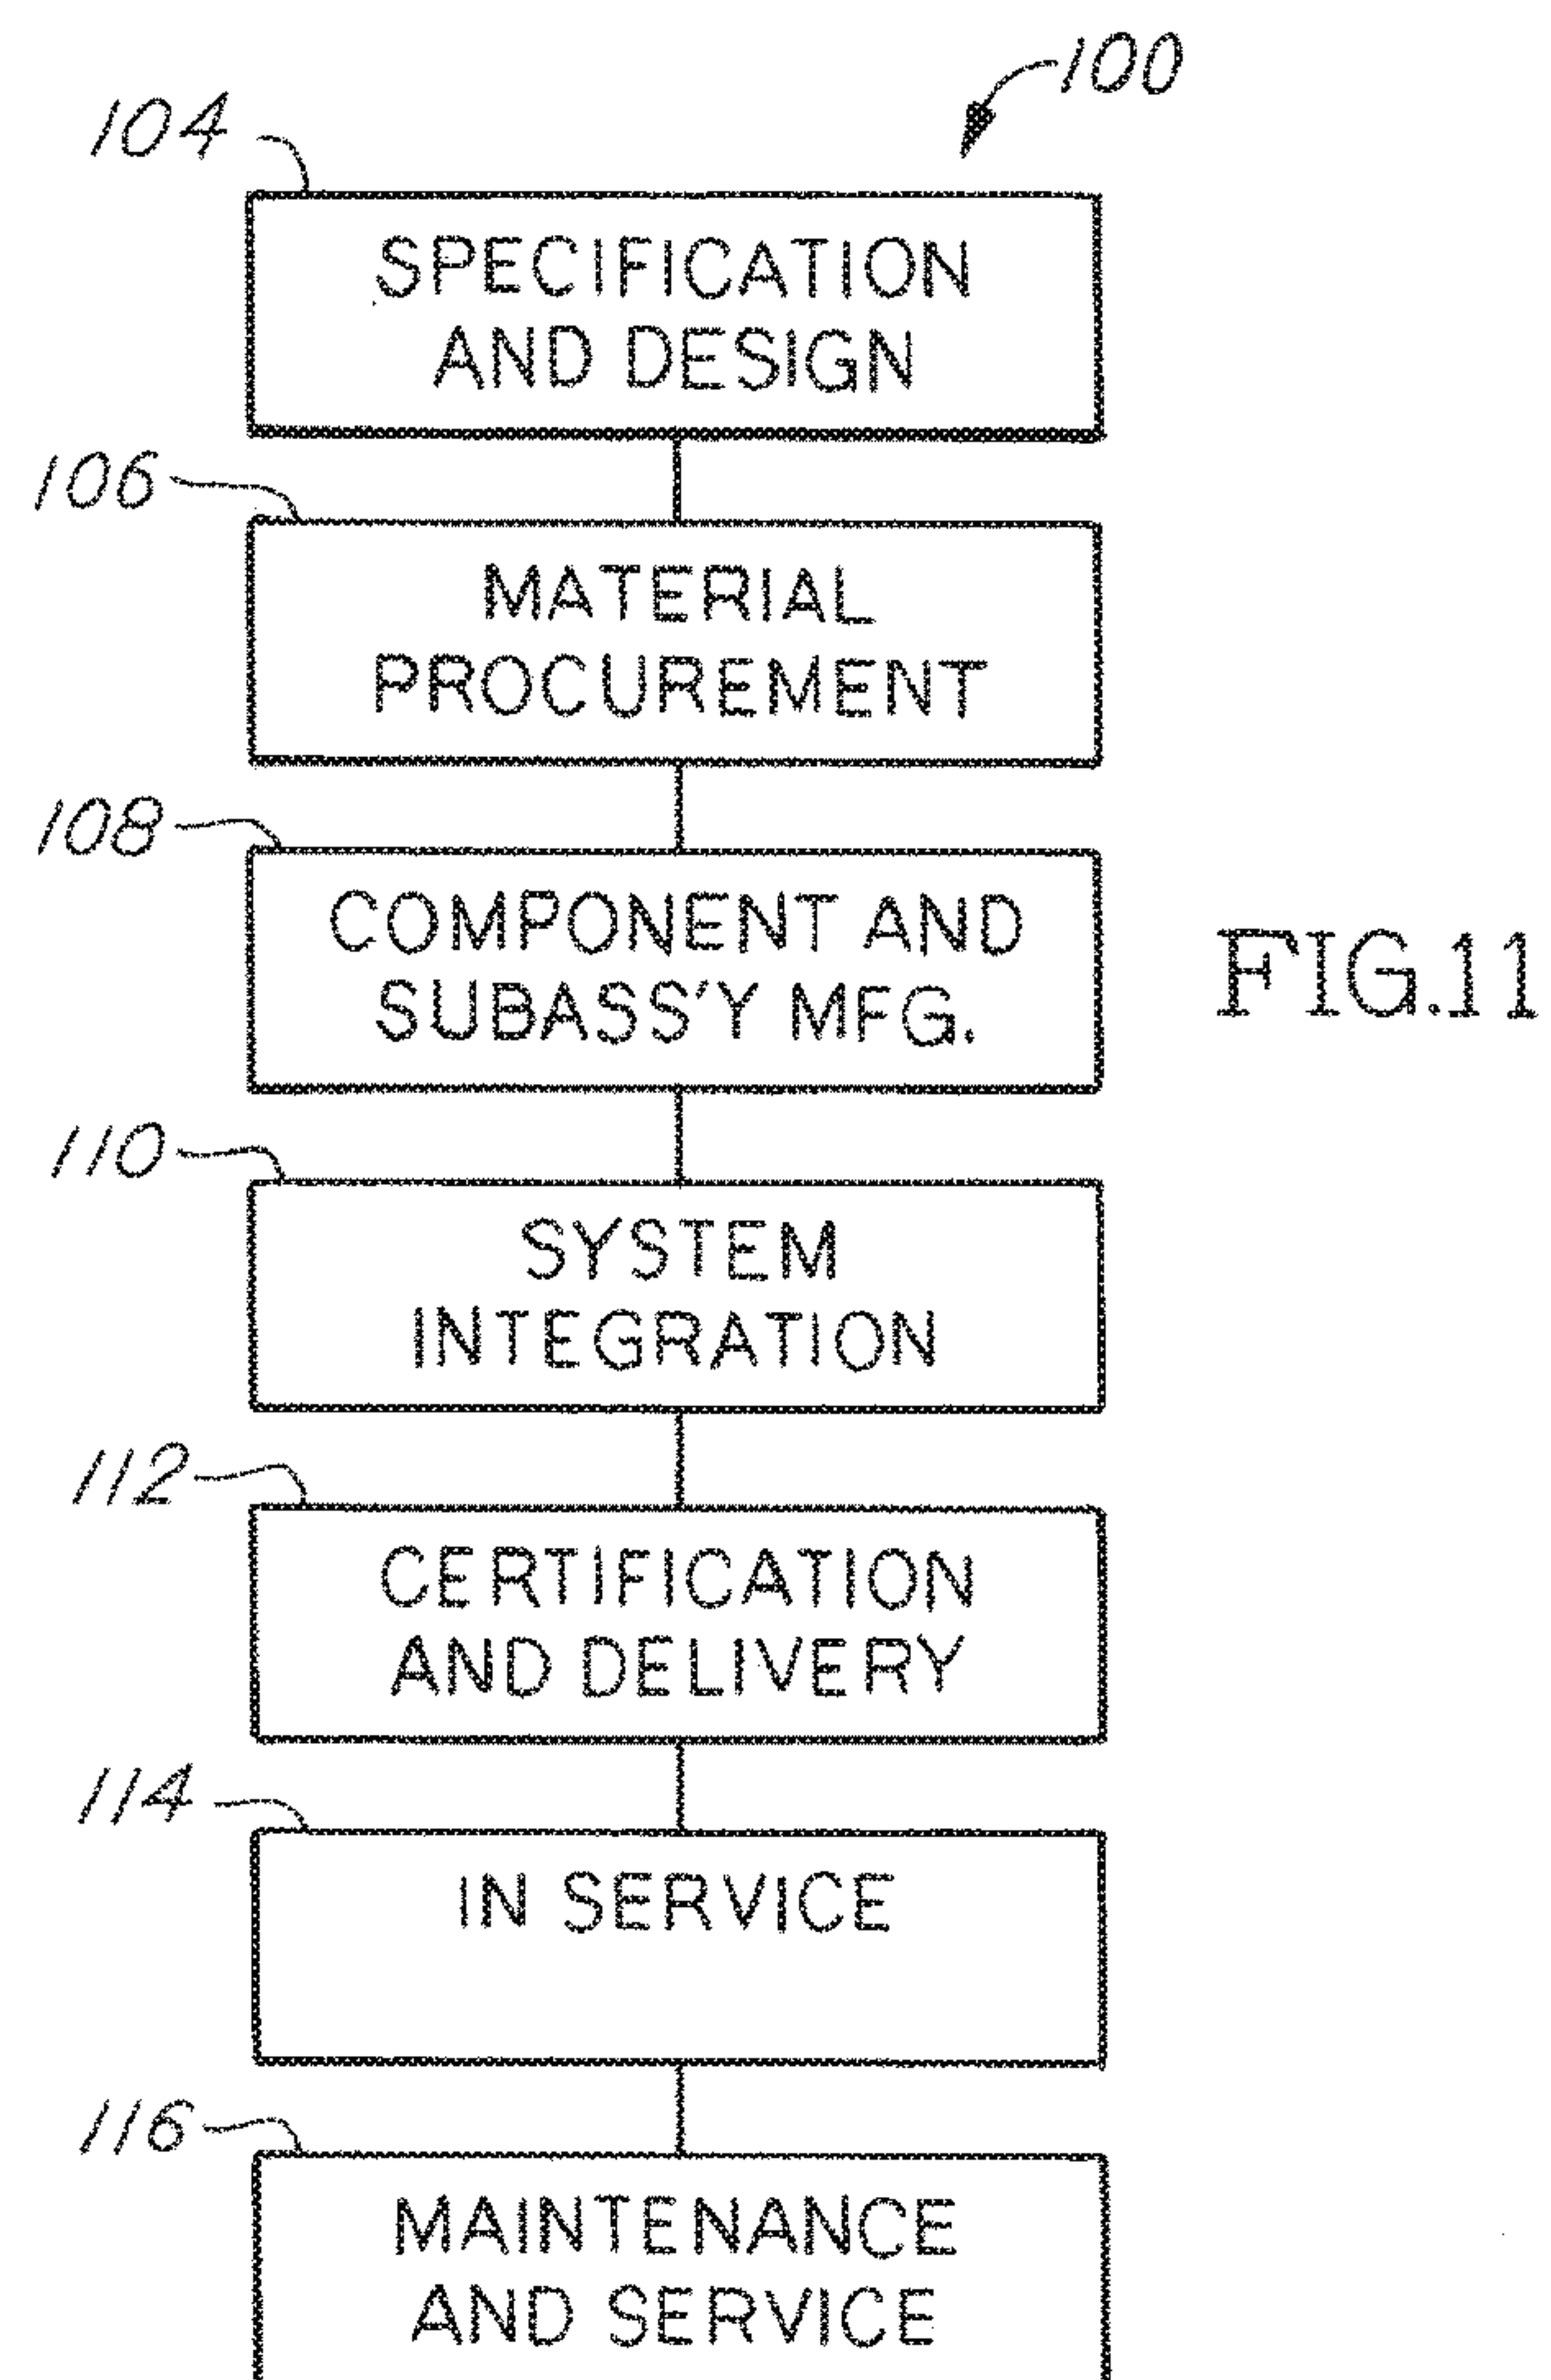 100
104
SPECIFICATION
AND DESIGN
106
MATERIAL
PROCUREMENT
108
COMPONENT AND
SUBASS'Y MFG.
FIG.11
110
SYSTEM
INTEGRATION
112
CERTIFICATION
AND DELIVERY
114
IN SERVICE
116
MAINTENANCE
AND SERVICE